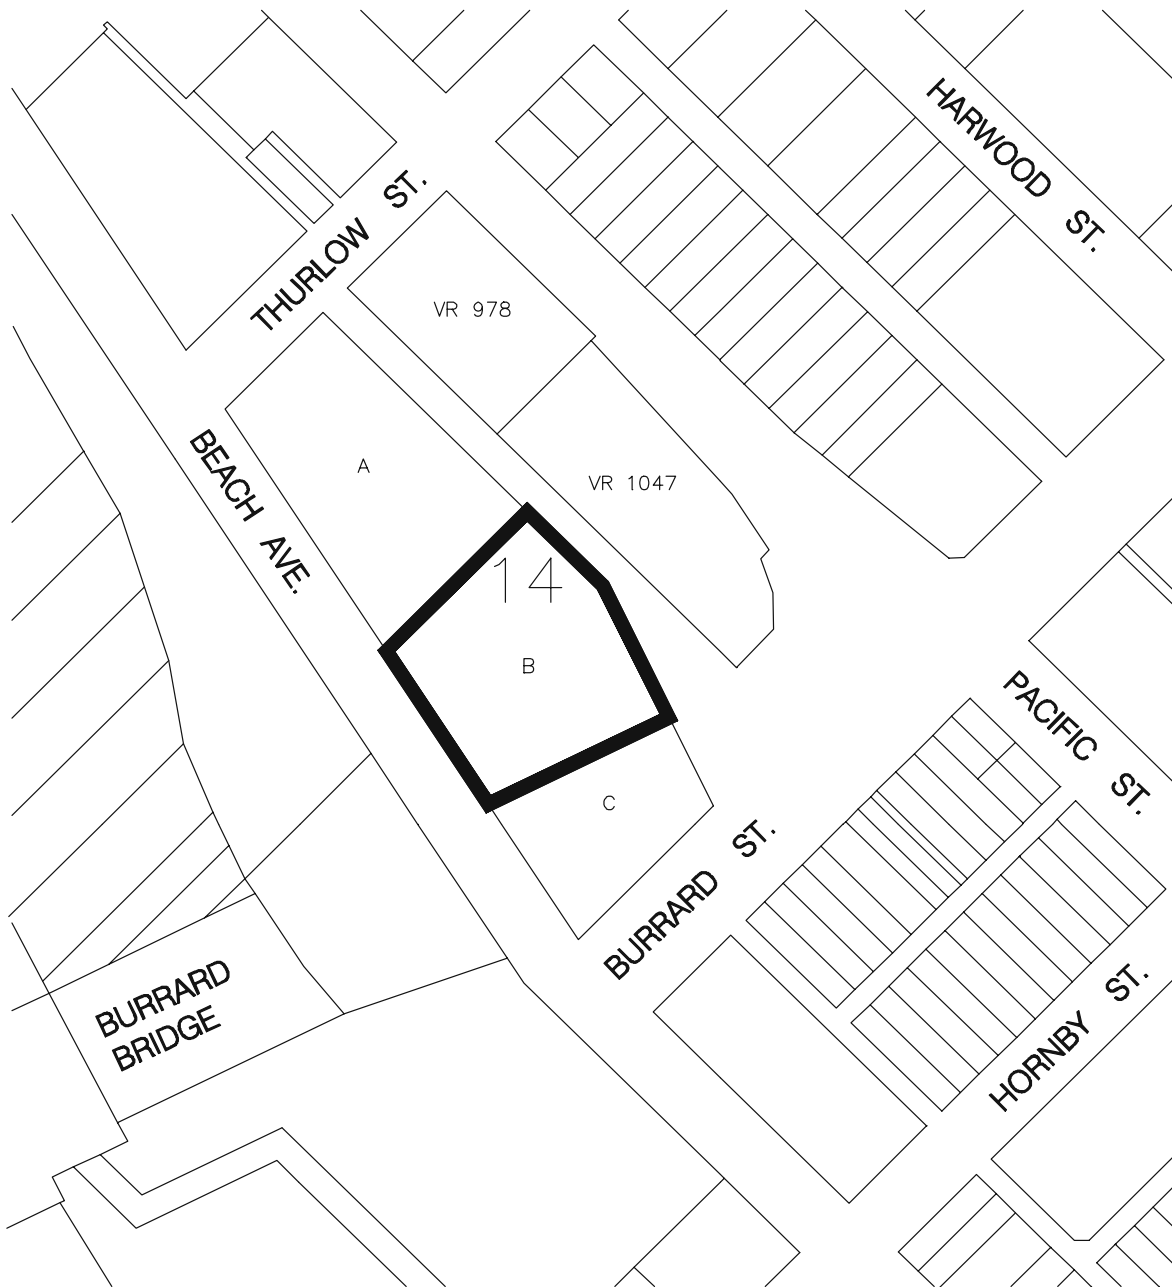 HARWOOD ST.
THURLOW ST.
VR 978
BEACH AVE.
A
VR 1047
14
B
PACIFIC ST.
C
BURRARD ST.
BURRARD
BRIDGE
HORNBY ST.